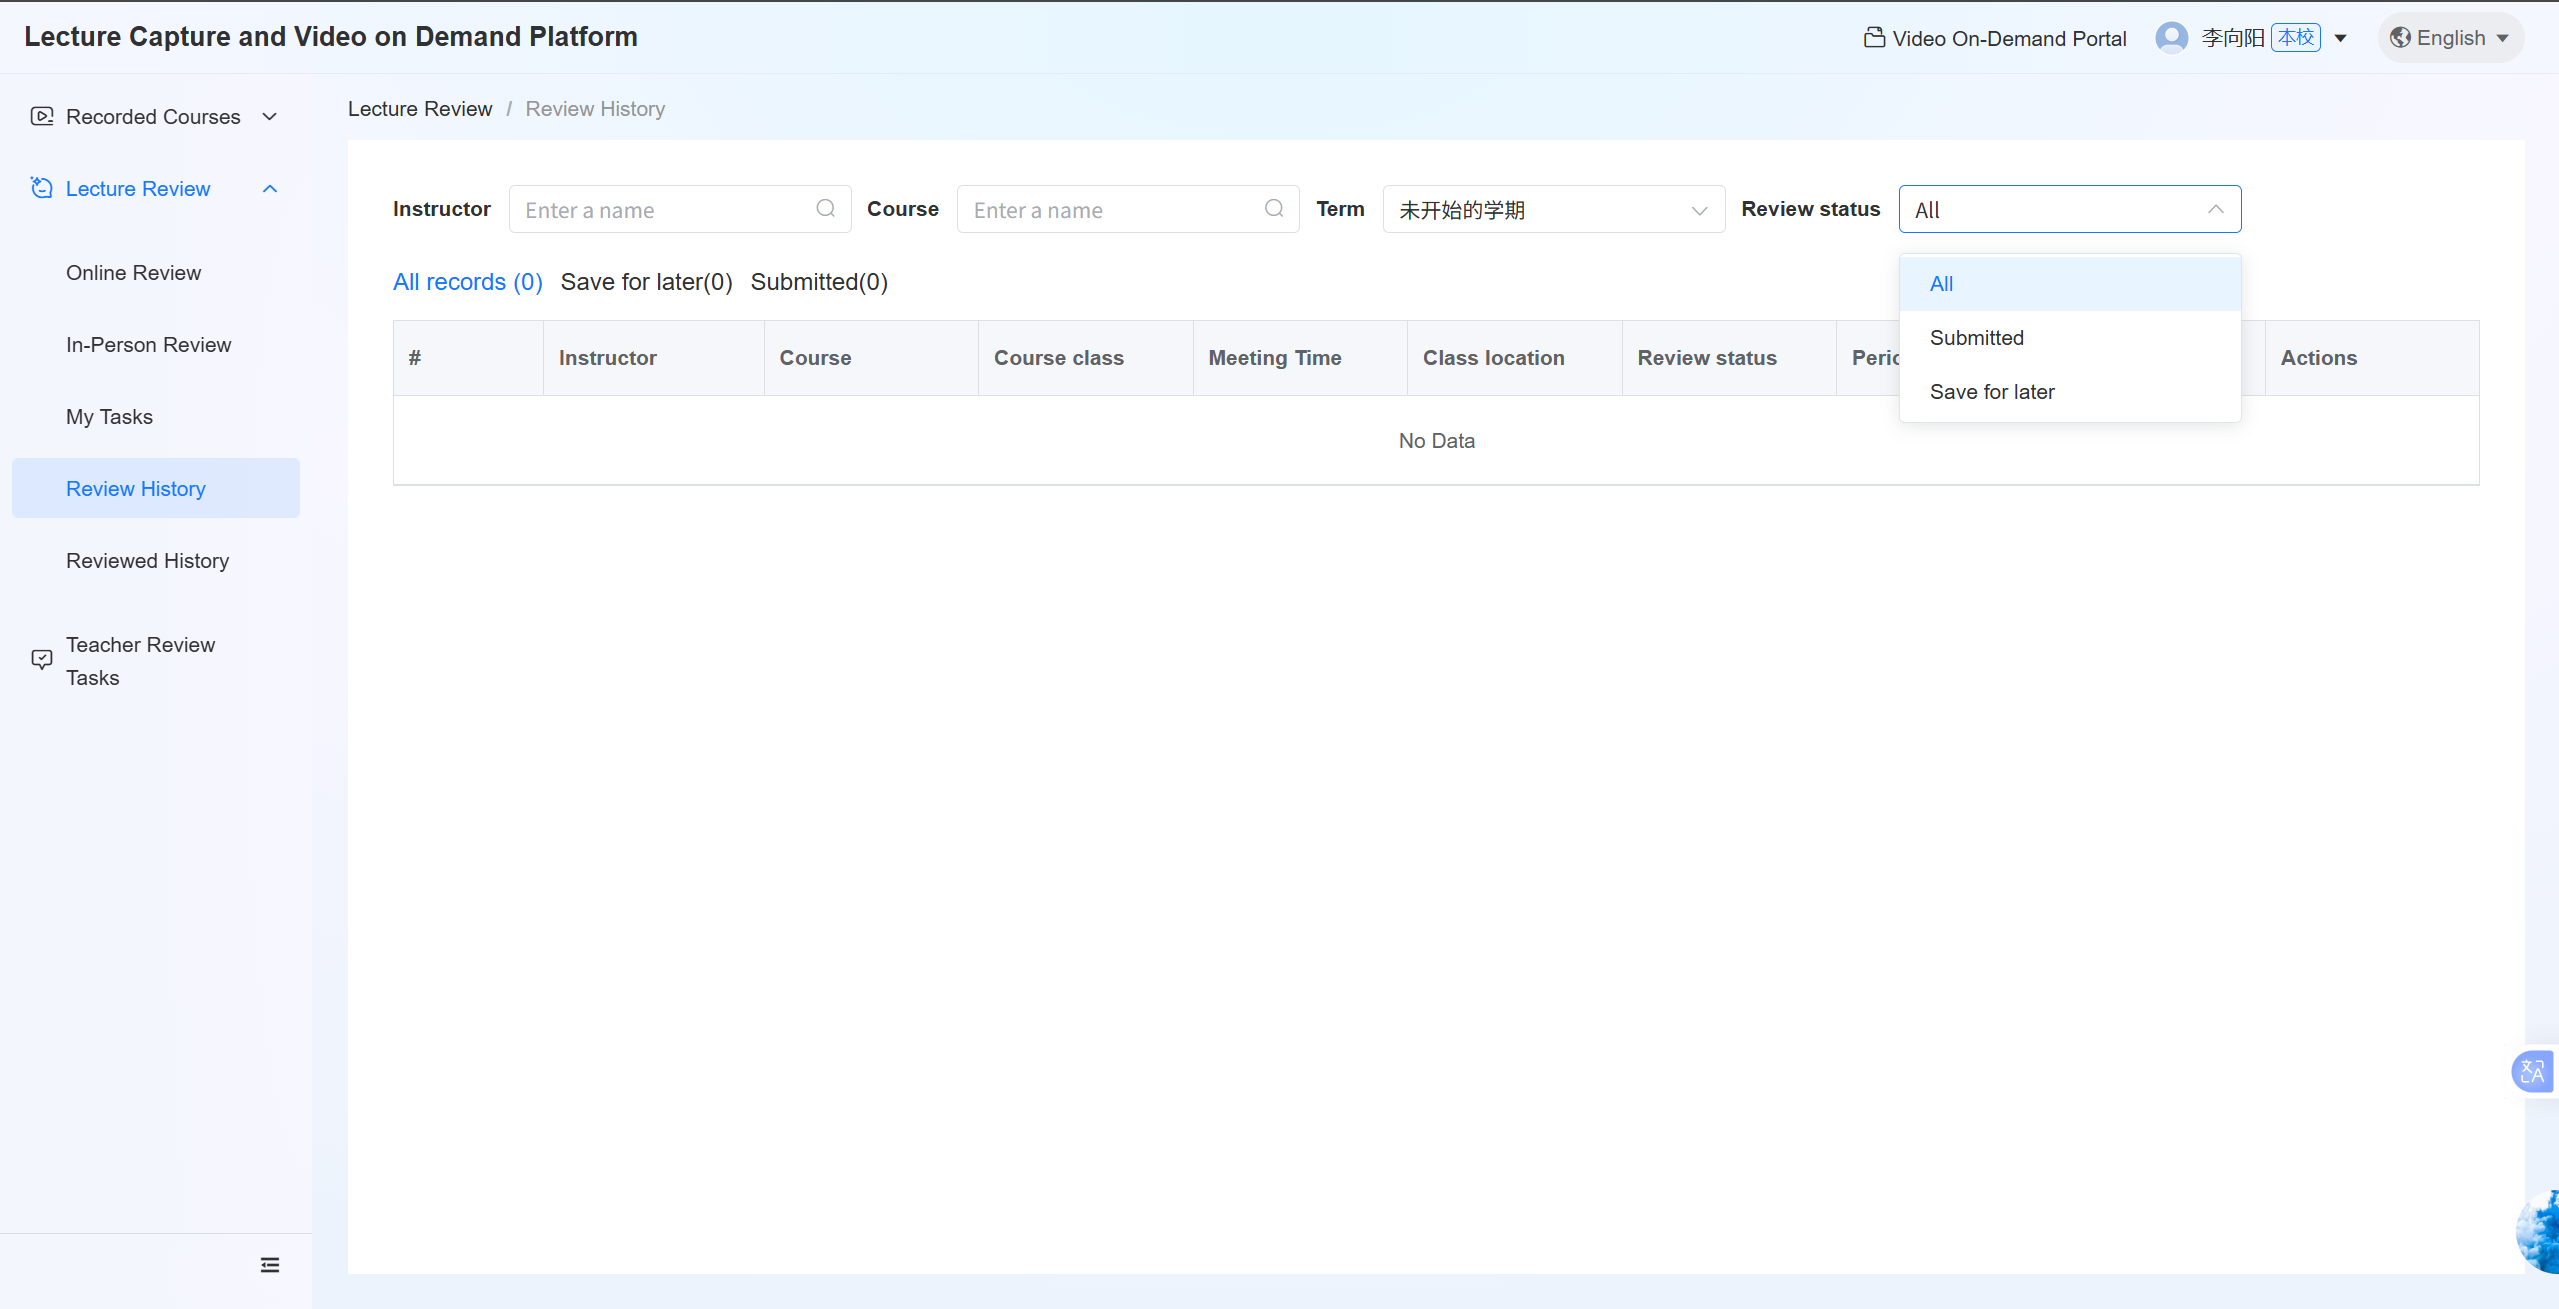 Lecture Capture and Video on Demand Platform
Video On-Demand Portal
李向阳 本校
English
Recorded Courses
Lecture Review
Online Review
In-Person Review
My Tasks
Review History
Reviewed History
Teacher Review
Tasks
Lecture Review / Review History
Instructor Enter a name Course Enter a name Term 未开始的学期 Review status All
All
Submitted
Save for later
All records (0) Save for later(0) Submitted(0)
# Instructor Course Course class Meeting Time Class location Review status Actions
No Data